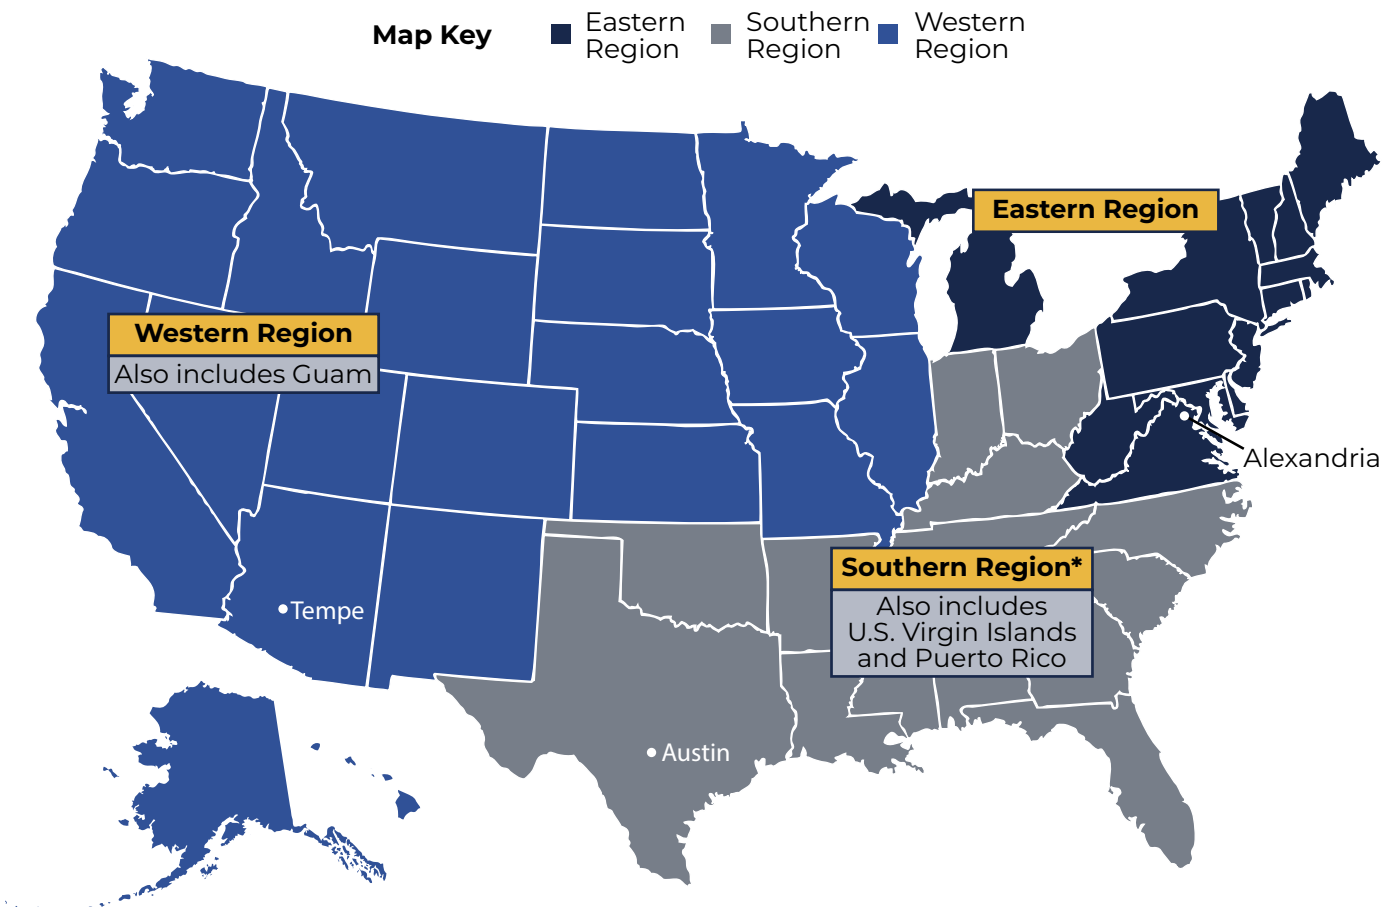 Map Key
Eastern
Region
Southern
Region
Western
Region
Eastern Region
Western Region
Also includes Guam
Alexandria
Southern Region*
Also includes
U.S. Virgin Islands
and Puerto Rico
Tempe
Austin